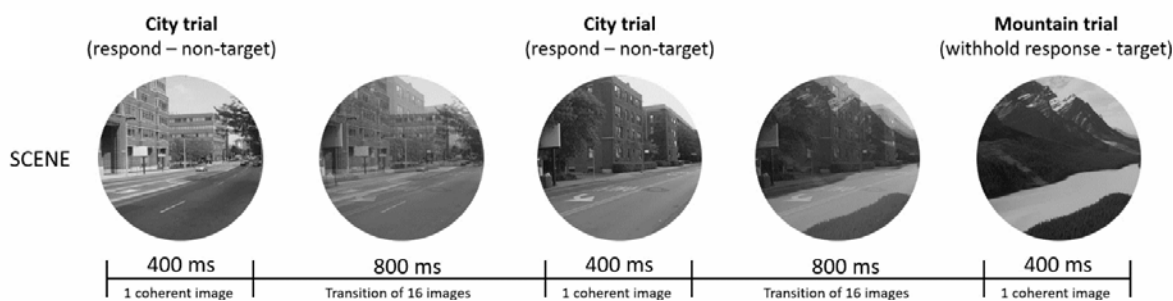 City trial
(respond – non-target)
City trial
(respond – non-target)
Mountain trial
(withhold response - target)
SCENE
400 ms
800 ms
400 ms
800 ms
400 ms
1 coherent image
Transition of 16 images
1 coherent image
Transition of 16 images
1 coherent image